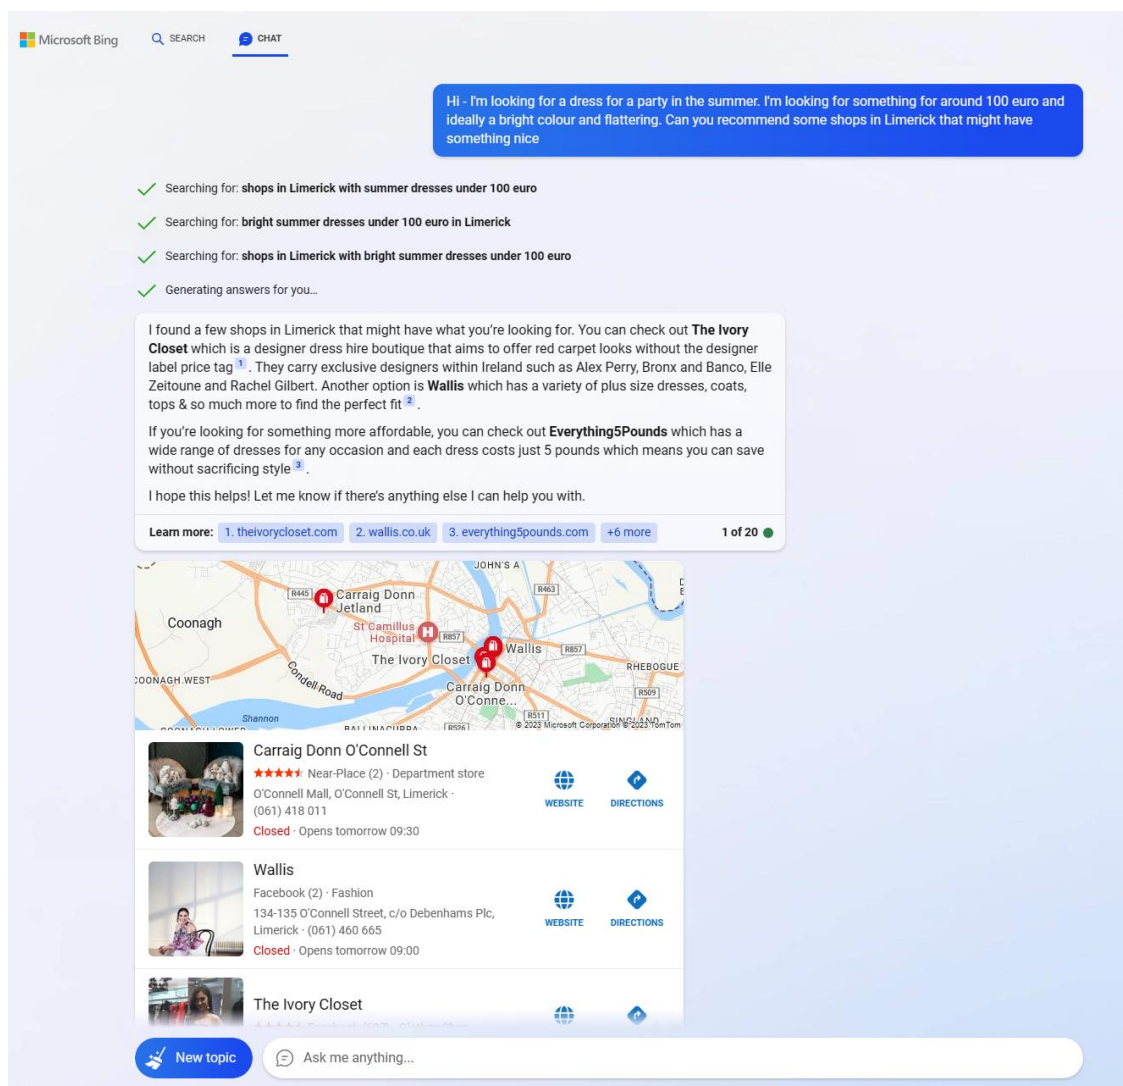 Microsoft Bing
SEARCH
CHAT
Hi - I'm looking for a dress for a party in the summer. I'm looking for something for around 100 euro and
ideally a bright colour and flattering. Can you recommend some shops in Limerick that might have
something nice
Searching for: shops in Limerick with summer dresses under 100 euro
Searching for: bright summer dresses under 100 euro in Limerick
Searching for: shops in Limerick with bright summer dresses under 100 euro
Generating answers for you...
I found a few shops in Limerick that might have what you're looking for. You can check out The Ivory
Closet which is a designer dress hire boutique that aims to offer red carpet looks without the designer
label price tag 1 . They carry exclusive designers within Ireland such as Alex Perry, Bronx and Banco, Elle
Zeitoune and Rachel Gilbert. Another option is Wallis which has a variety of plus size dresses, coats,
tops & so much more to find the perfect fit 2 .
If you're looking for something more affordable, you can check out Everything5Pounds which has a
wide range of dresses for any occasion and each dress costs just 5 pounds which means you can save
without sacrificing style 3 .
I hope this helps! Let me know if there's anything else I can help you with.
Learn more: 1. theivorycloset.com 2. wallis.co.uk 3. everything5pounds.com +6 more 1 of 20
JOHN'S A
R445
Carraig Donn
Jetland
R463
Coonagh
St Camillus
Hospital
H
R857
Wallis
R857
The Ivory Closet
RHEBOGUE
COONAGH WEST
Condell Road
Carraig Donn
O'Conne...
R509
Shannon
R511
R526
© 2023 Microsoft Corporation © 2023 TomTom
Carraig Donn O'Connell St
Near-Place (2) · Department store
O'Connell Mall, O'Connell St, Limerick ·
(061) 418 011
Closed · Opens tomorrow 09:30
WEBSITE
DIRECTIONS
Wallis
Facebook (2) · Fashion
134-135 O'Connell Street, c/o Debenhams Plc,
Limerick · (061) 460 665
Closed · Opens tomorrow 09:00
WEBSITE
DIRECTIONS
The Ivory Closet
New topic
Ask me anything...